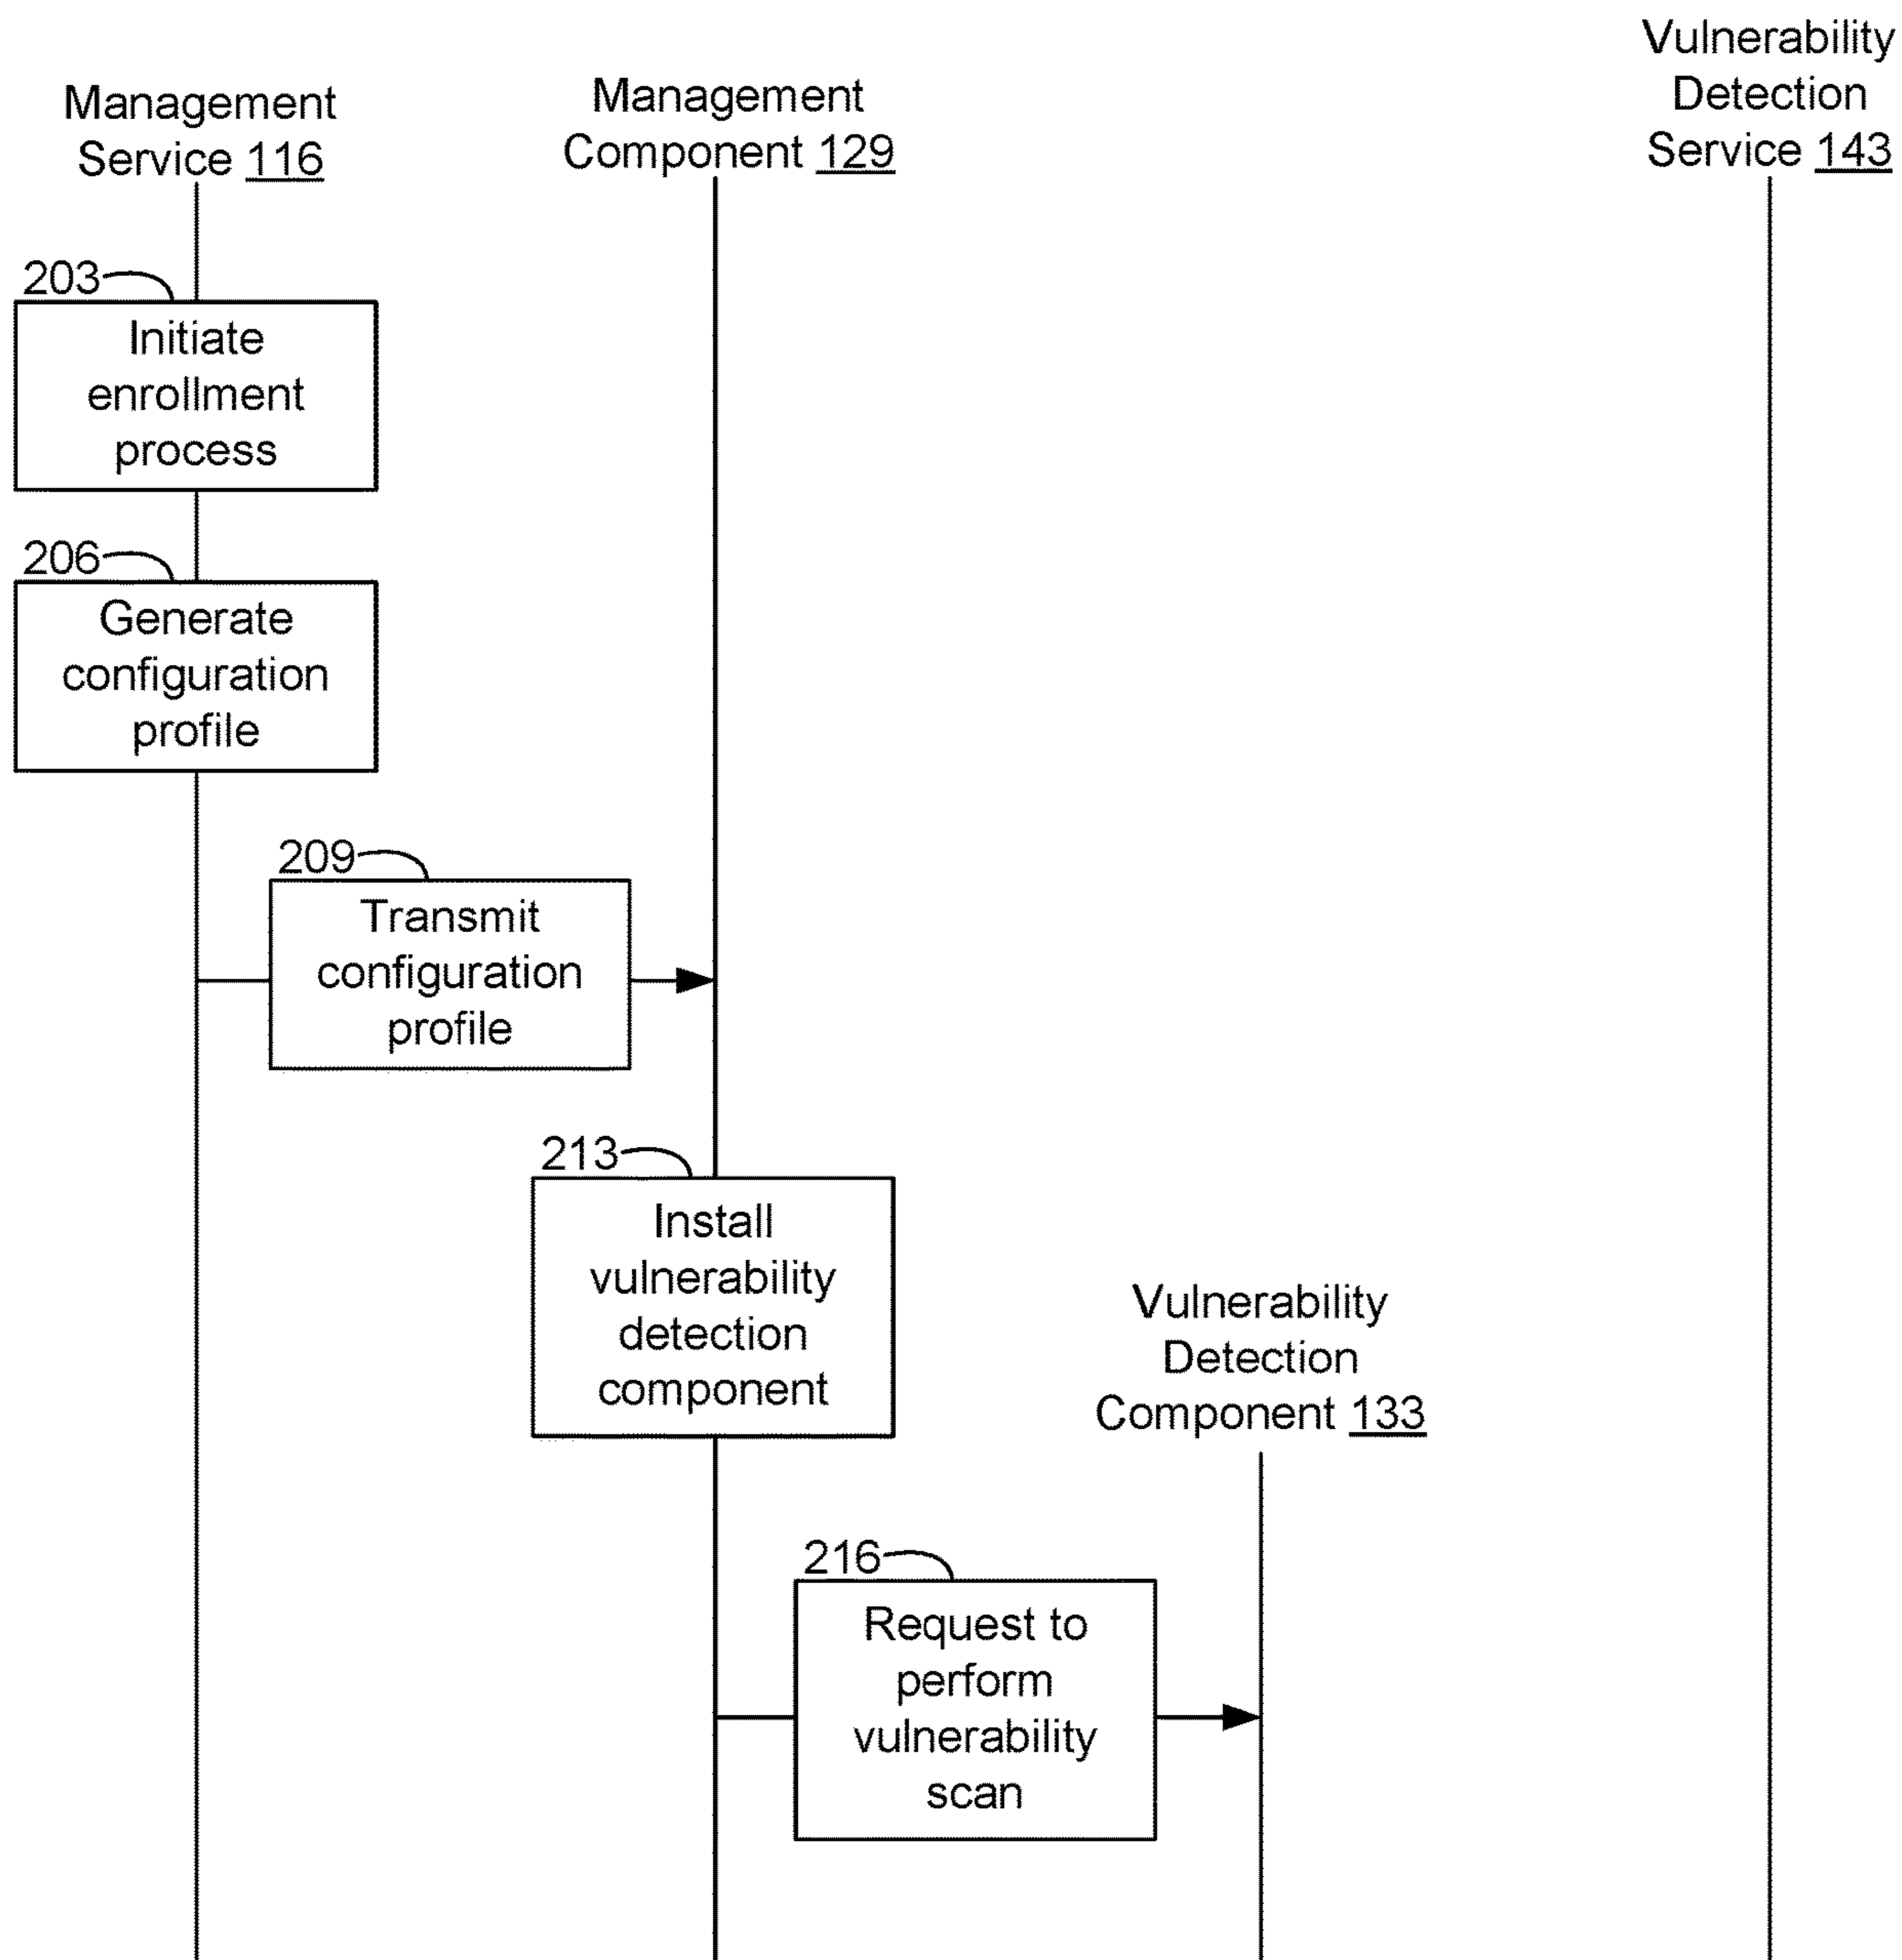 Management
Service 116
Management
Component 129
Vulnerability
Detection
Service 143
203
Initiate
enrollment
process
206
Generate
configuration
profile
209
Transmit
configuration
profile
213
Install
vulnerability
detection
component
Vulnerability
Detection
Component 133
216
Request to
perform
vulnerability
scan